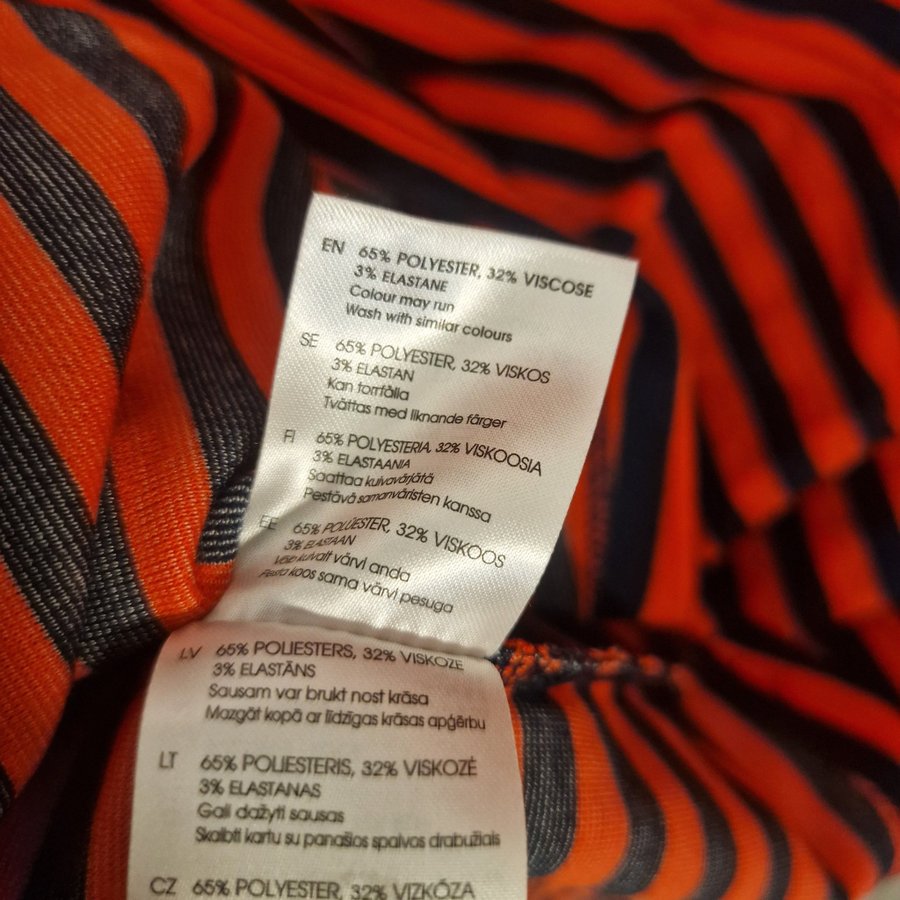 EN 65% POLYESTER, 32% VISCOSE
3% ELASTANE
Colour may run
Wash with similar colours
SE 65% POLYESTER, 32% VISKOS
3% ELASTAN
Kan torrfälla
Tvättas med liknande färger
FI 65% POLYESTERIA, 32% VISKOOSIA
3% ELASTAANIA
Saattaa kuivavärjätä
Pestävä samanväristen kanssa
EE 65% POLÜESTER, 32% VISKOOS
3% ELASTAAN
Võib kuivalt värvi anda
Pesta koos sama värvi pesuga
LV 65% POLIESTERS, 32% VISKOZE
3% ELASTĀNS
Sausam var brukt nost krāsa
Mazgāt kopā ar līdzīgas krāsas apģērbu
LT 65% POLIESTERIS, 32% VISKOZĖ
3% ELASTANAS
Gali dažyti sausas
Skalbti kartu su panašios spalvos drabužiais
CZ 65% POLYESTER, 32% VIZKÓZA